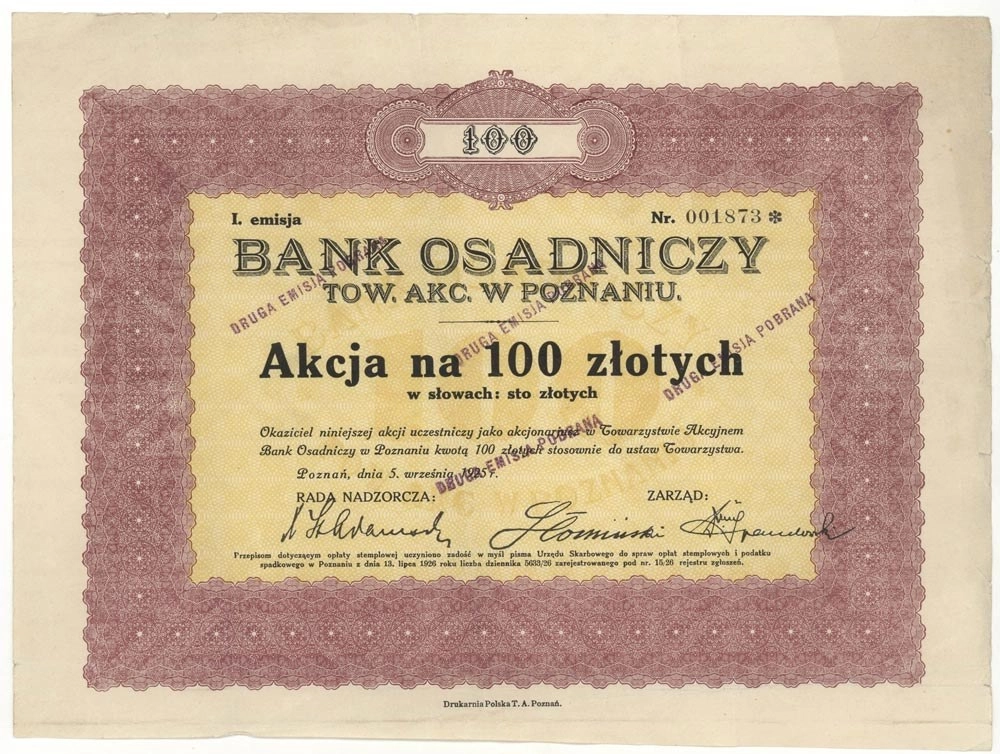 100
I. emisja
Nr. 001873 *
BANK OSADNICZY
TOW. AKC. W POZNANIU.
DRUGA EMISJA POBRANA
DRUGA EMISJA POBRANA
DRUGA EMISJA POBRANA
Akcja na 100 złotych
w słowach: sto złotych
Okaziciel niniejszej akcji uczestniczy jako akcjonarjusz w Towarzystwie Akcyjnem
Bank Osadniczy w Poznaniu kwotą 100 złotych stosownie do ustaw Towarzystwa.
DRUGA EMISJA POBRANA
Poznań, dnia 5. września 1925 r.
RADA NADZORCZA:
ZARZĄD:
Słomiński
Przepisom dotyczącym opłaty stemplowej uczyniono zadość w myśl pisma Urzędu Skarbowego do spraw opłat stemplowych i podatku
spadkowego w Poznaniu z dnia 13. lipca 1926 roku liczba dziennika 5633/26 zarejestrowanego pod nr. 15/26 rejestru zgłoszeń.
Drukarnia Polska T. A. Poznań.